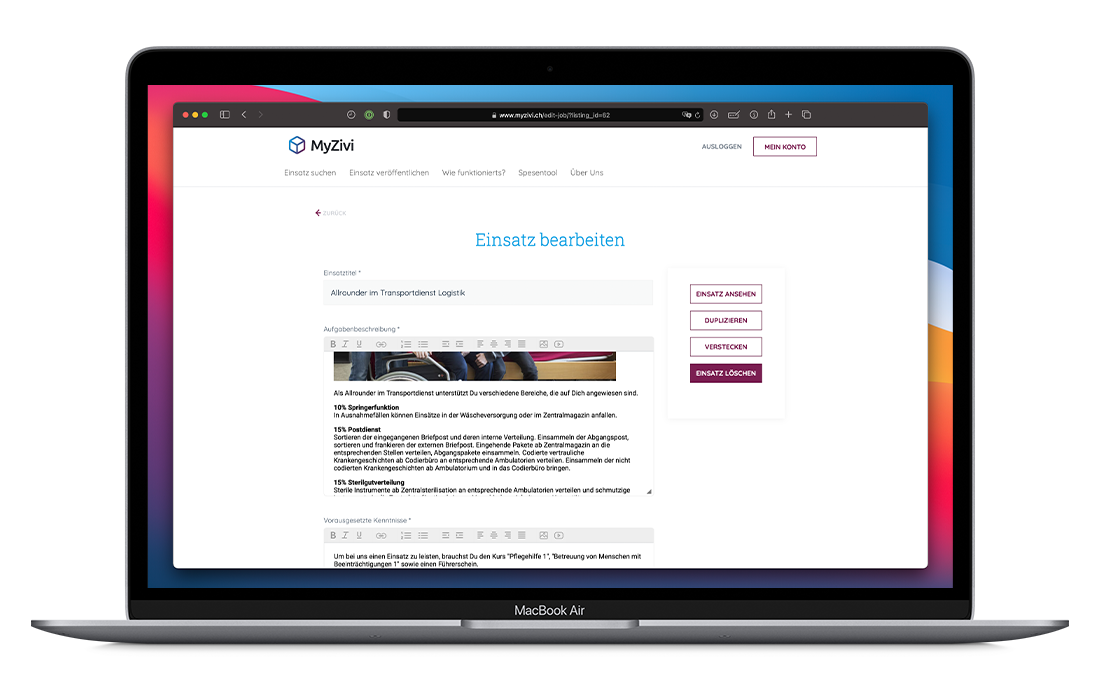 www.myzivi.ch/edit-job/?listing_id=62
MyZivi
AUSLOGGEN
MEIN KONTO
Einsatz suchen Einsatz veröffentlichen Wie funktionierts? Spesentool Über Uns
ZURÜCK
Einsatz bearbeiten
Einsatztitel *
Allrounder im Transportdienst Logistik
EINSATZ ANSEHEN
DUPLIZIEREN
VERSTECKEN
EINSATZ LÖSCHEN
Aufgabenbeschreibung *
B I U
Als Allrounder im Transportdienst unterstützt Du verschiedene Bereiche, die auf Dich angewiesen sind.
10% Springerfunktion
In Ausnahmefällen können Einsätze in der Wäscheversorgung oder im Zentralmagazin anfallen.
15% Postdienst
Sortieren der eingegangenen Briefpost und deren interne Verteilung. Einsammeln der Abgangspost,
sortieren und frankieren der externen Briefpost. Eingehende Pakete ab Zentralmagazin an die
entsprechenden Stellen verteilen, Abgangspakete einsammeln. Codierte vertrauliche
Krankengeschichten ab Codierbüro an entsprechende Ambulatorien verteilen. Einsammeln der nicht
codierten Krankengeschichten ab Ambulatorium und in das Codierbüro bringen.
15% Sterilgutverteilung
Sterile Instrumente ab Zentralsterilisation an entsprechende Ambulatorien verteilen und schmutzige
Vorausgesetzte Kenntnisse *
B I U
Um bei uns einen Einsatz zu leisten, brauchst Du den Kurs "Pflegehilfe 1", "Betreuung von Menschen mit
Beeinträchtigungen 1" sowie einen Führerschein.
MacBook Air